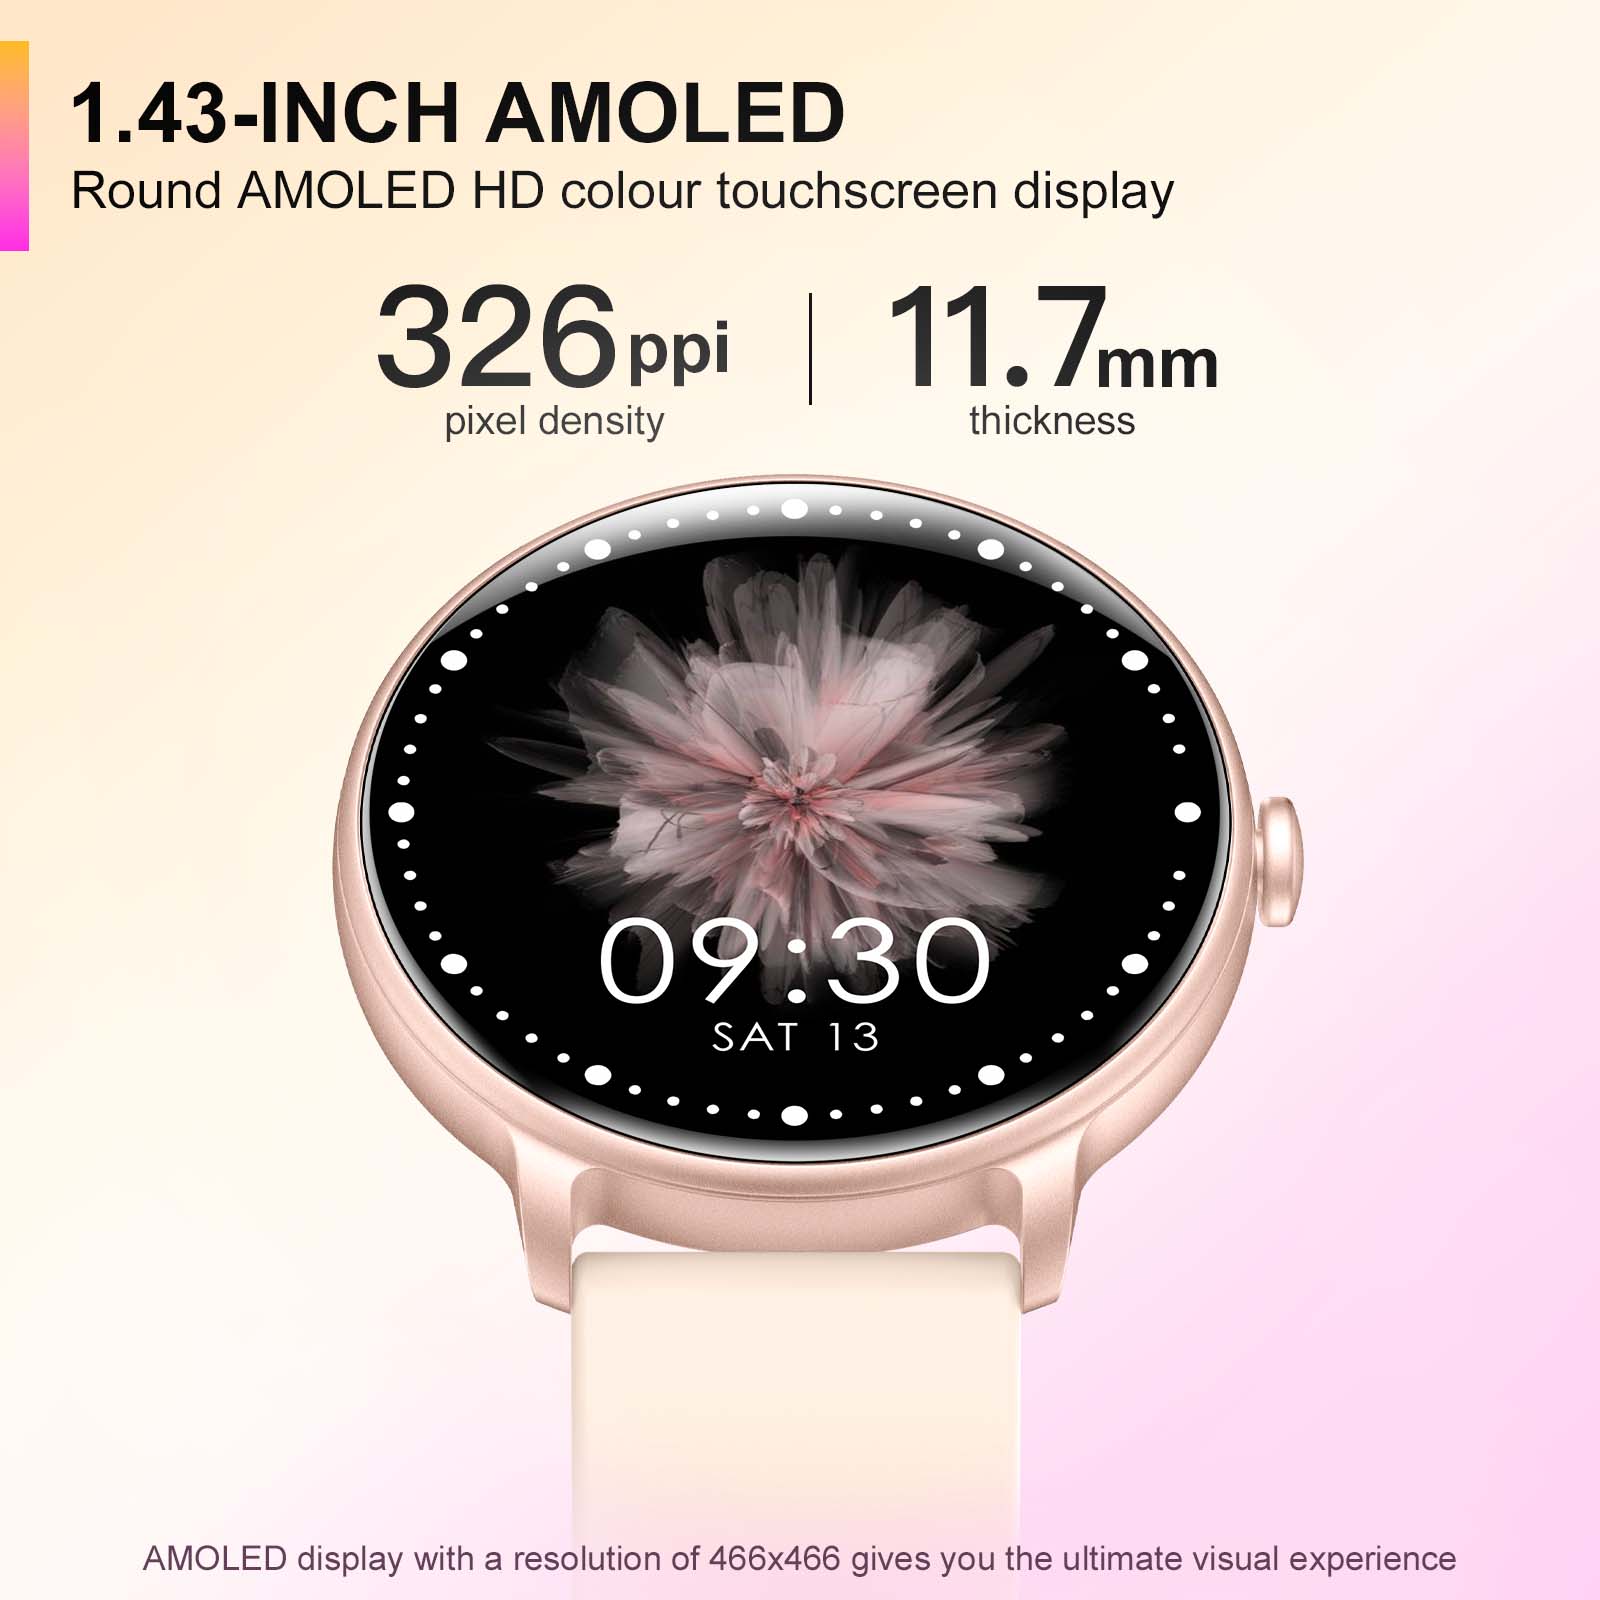 1.43-INCH AMOLED
Round AMOLED HD colour touchscreen display
326ppi
pixel density
11.7mm
thickness
09:30
SAT 13
AMOLED display with a resolution of 466x466 gives you the ultimate visual experience